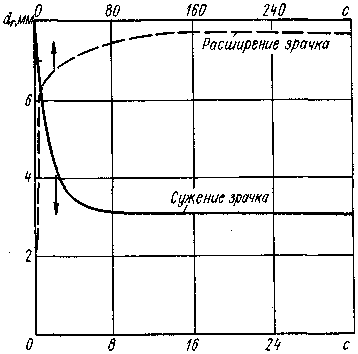 d_r, мм 0 80 160 240 с
Расширение зрачка
6
4
Сужение зрачка
2
0 8 16 24 с